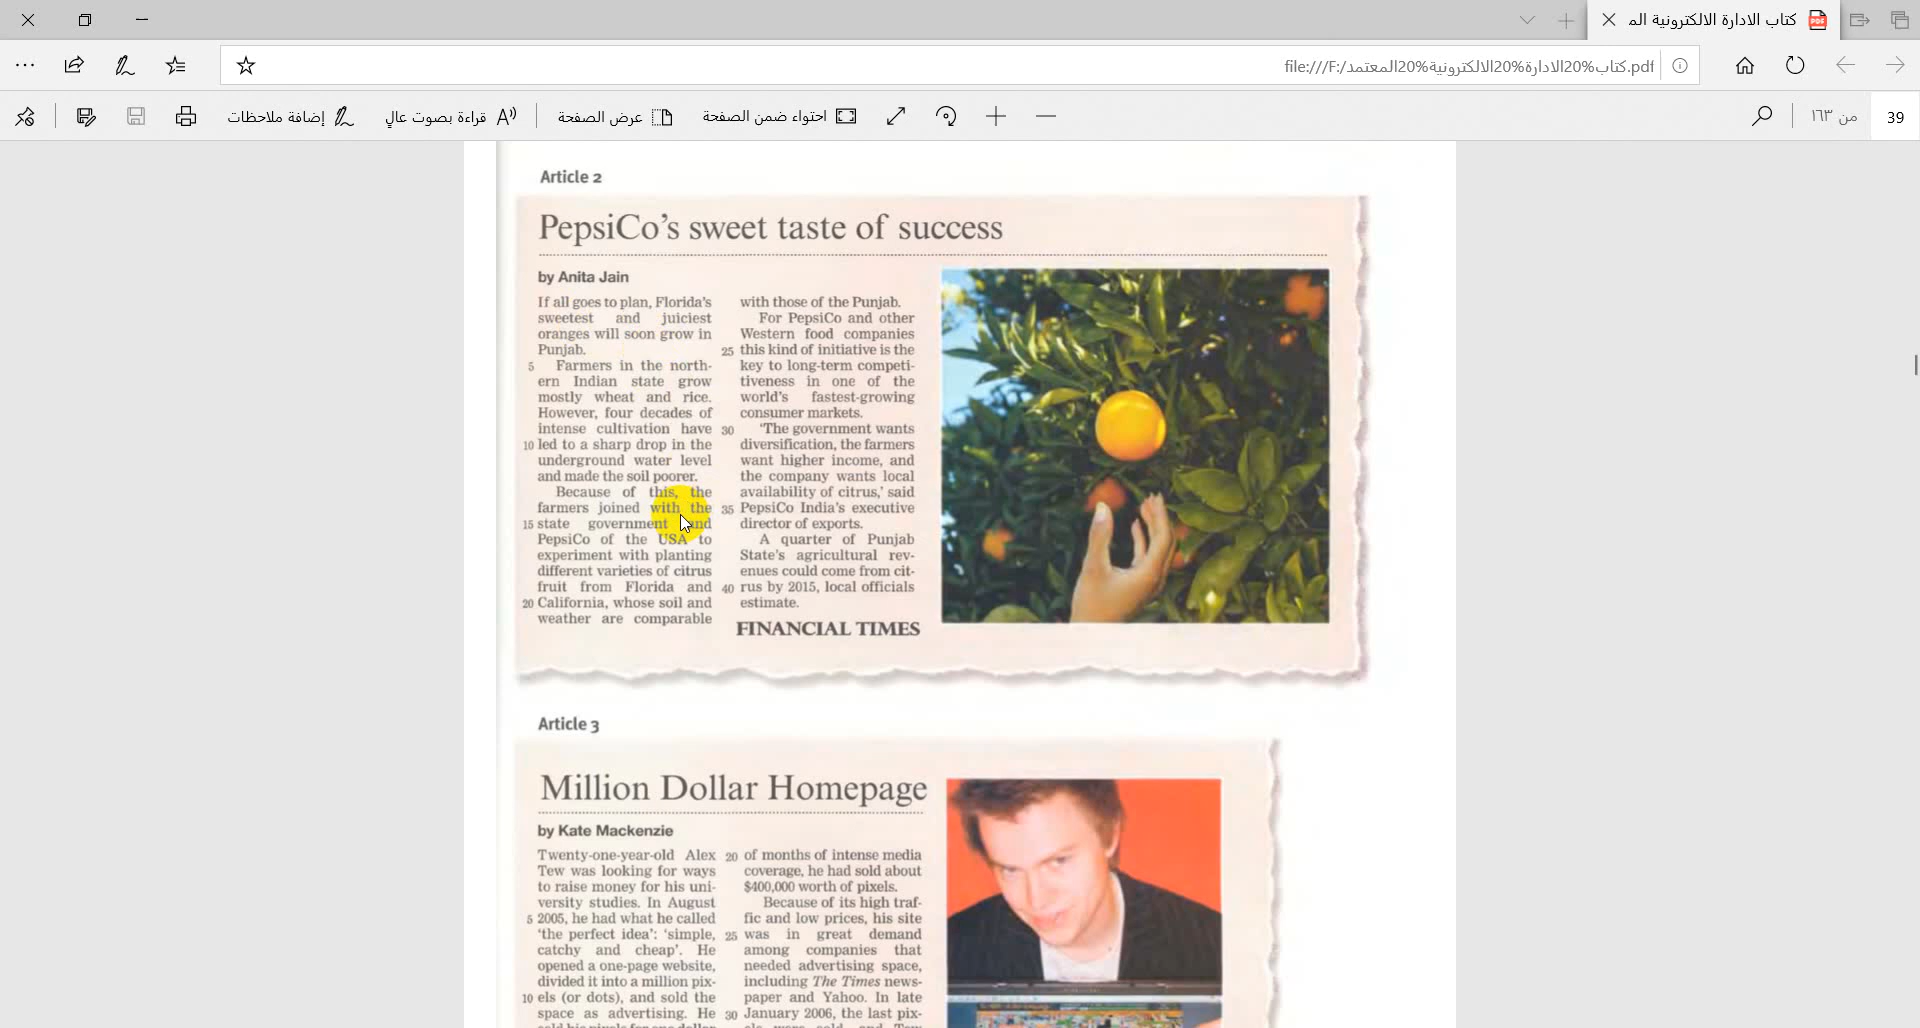 كتاب الادارة الالكترونية الم
file:///F:/كتاب%20الادارة%20الالكترونية%20المعتمد.pdf
39
من ١٦٣
احتواء ضمن الصفحة
عرض الصفحة
قراءة بصوت عالٍ
إضافة ملاحظات
Article 2
PepsiCo's sweet taste of success
by Anita Jain
If all goes to plan, Florida's
sweetest and juiciest
oranges will soon grow in
Punjab.
5 Farmers in the north-
ern Indian state grow
mostly wheat and rice.
However, four decades of
intense cultivation have
10 led to a sharp drop in the
underground water level
and made the soil poorer.
Because of this, the
farmers joined with the
15 state government and
PepsiCo of the USA to
experiment with planting
different varieties of citrus
fruit from Florida and
20 California, whose soil and
weather are comparable
with those of the Punjab.
For PepsiCo and other
Western food companies
25 this kind of initiative is the
key to long-term competi-
tiveness in one of the
world's fastest-growing
consumer markets.
30 'The government wants
diversification, the farmers
want higher income, and
the company wants local
availability of citrus,' said
35 PepsiCo India's executive
director of exports.
A quarter of Punjab
State's agricultural rev-
enues could come from cit-
40 rus by 2015, local officials
estimate.
FINANCIAL TIMES
Article 3
Million Dollar Homepage
by Kate Mackenzie
Twenty-one-year-old Alex
Tew was looking for ways
to raise money for his uni-
versity studies. In August
5 2005, he had what he called
'the perfect idea': 'simple,
catchy and cheap'. He
opened a one-page website,
divided it into a million pix-
10 els (or dots), and sold the
space as advertising. He
20 of months of intense media
coverage, he had sold about
$400,000 worth of pixels.
Because of its high traf-
fic and low prices, his site
25 was in great demand
among companies that
needed advertising space,
including The Times news-
paper and Yahoo. In late
30 January 2006, the last pix-